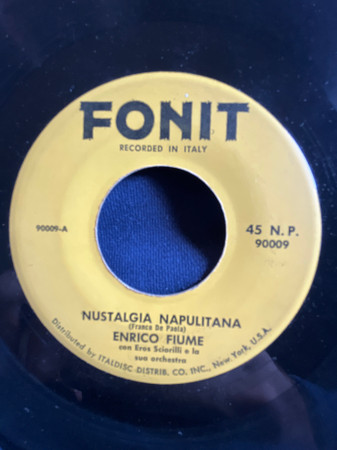 FONIT
RECORDED IN ITALY
90009-A
45 N.P.
90009
NUSTALGIA NAPULITANA
(Franco De Paola)
ENRICO FIUME
con Eros Sciorilli e la
sua orchestra
Distributed by ITALDISC-DISTRIB. CO. INC., New York, U.S.A.